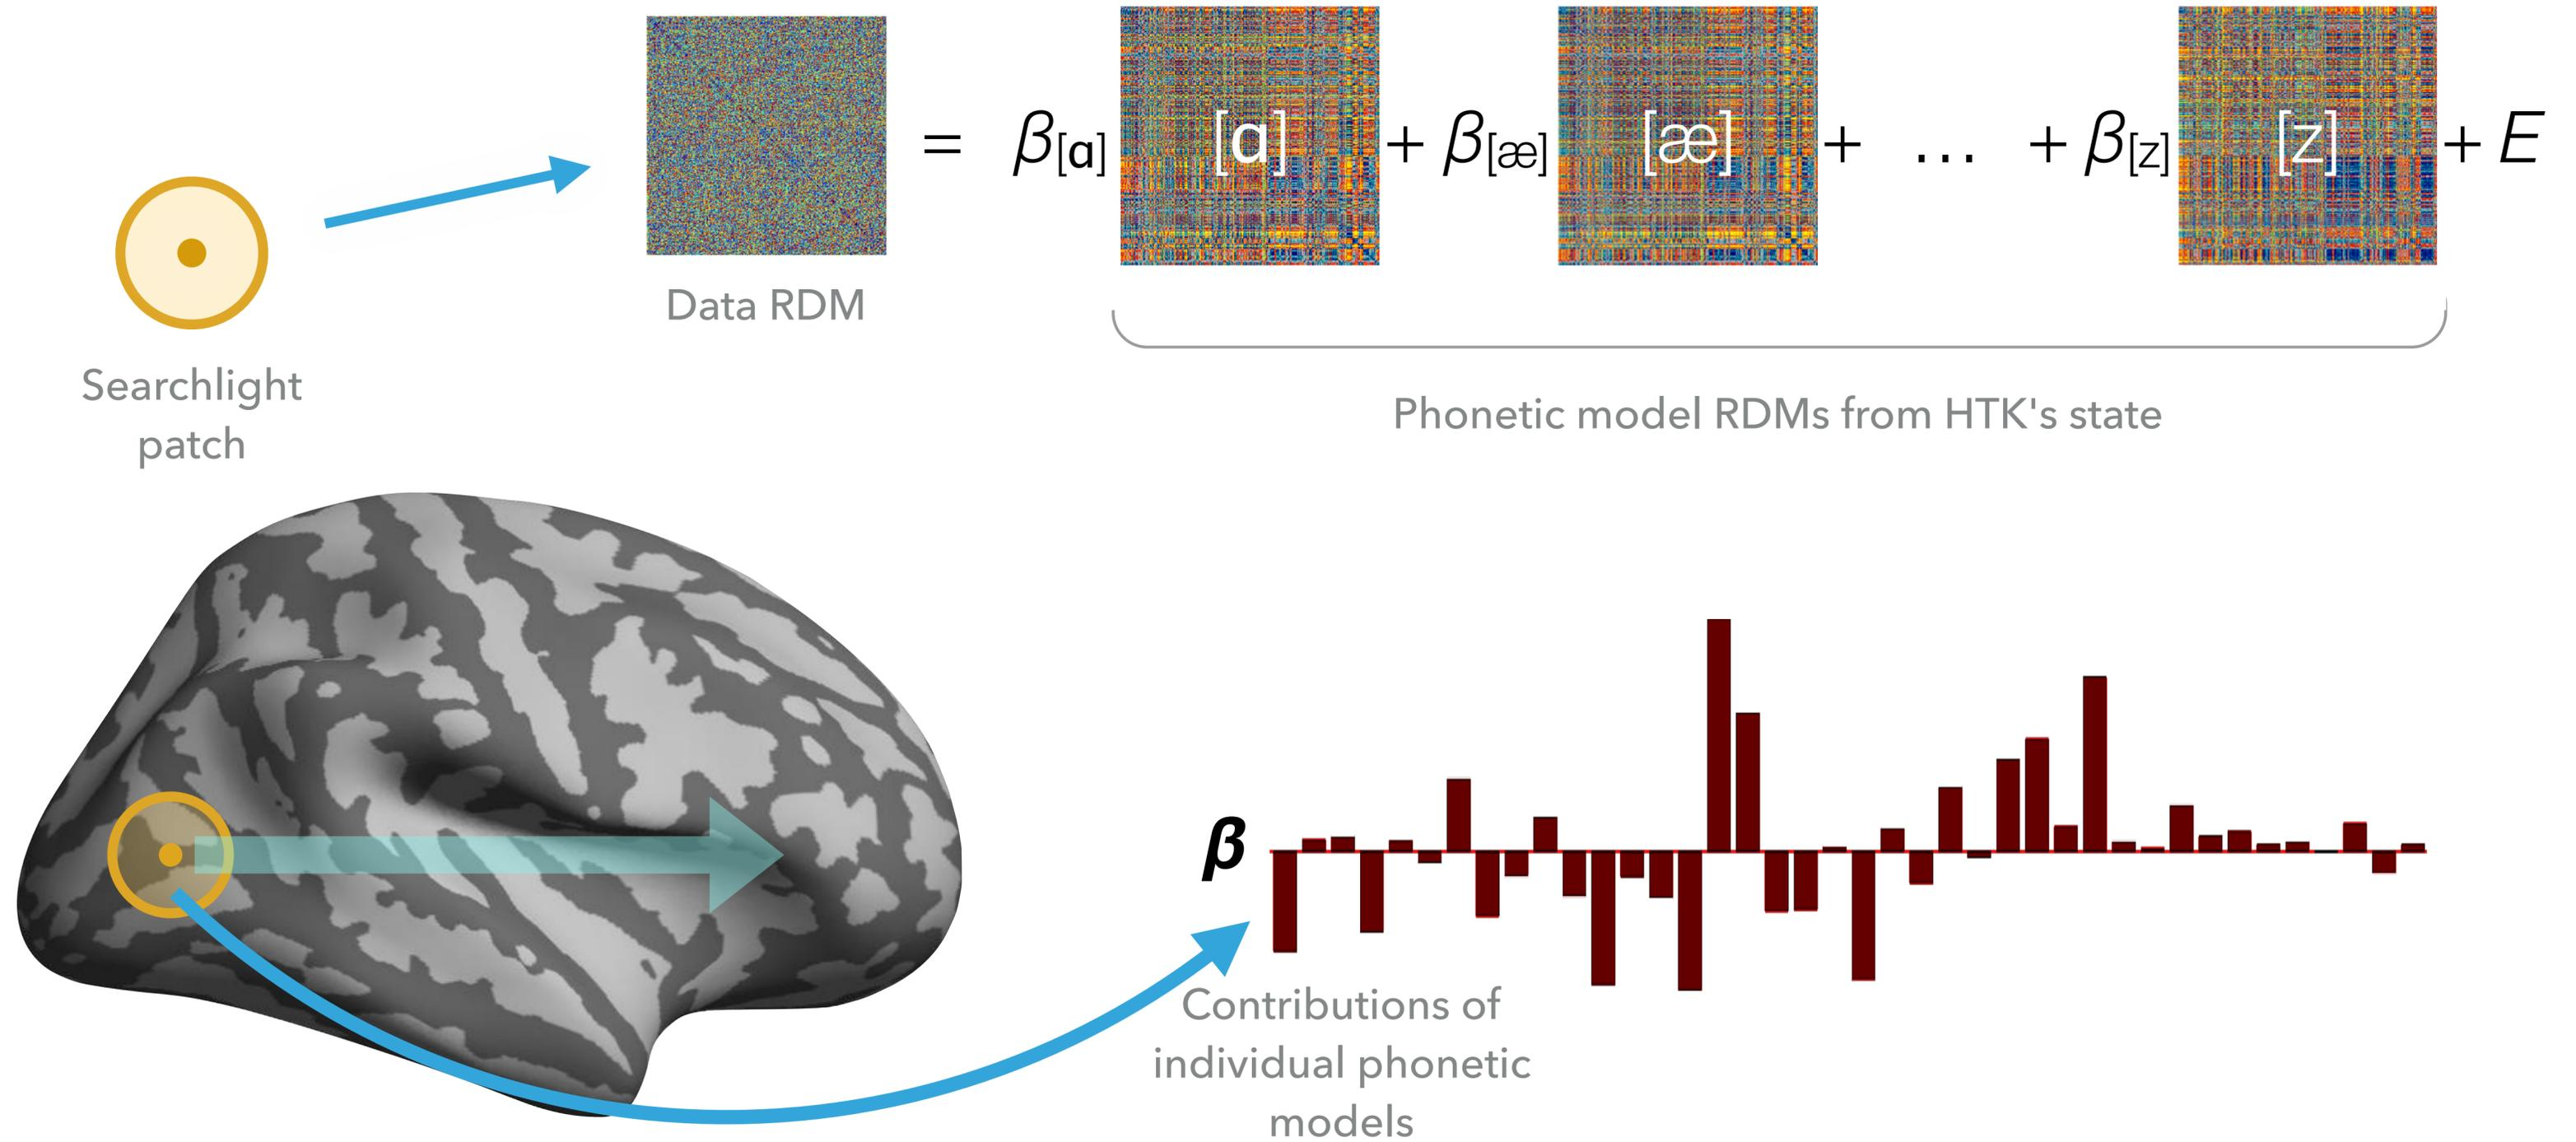 = β[ɑ] [ɑ] + β[æ] [æ] + ... + β[z] [z] + E
Data RDM
Searchlight
patch
Phonetic model RDMs from HTK's state
β
Contributions of
individual phonetic
models